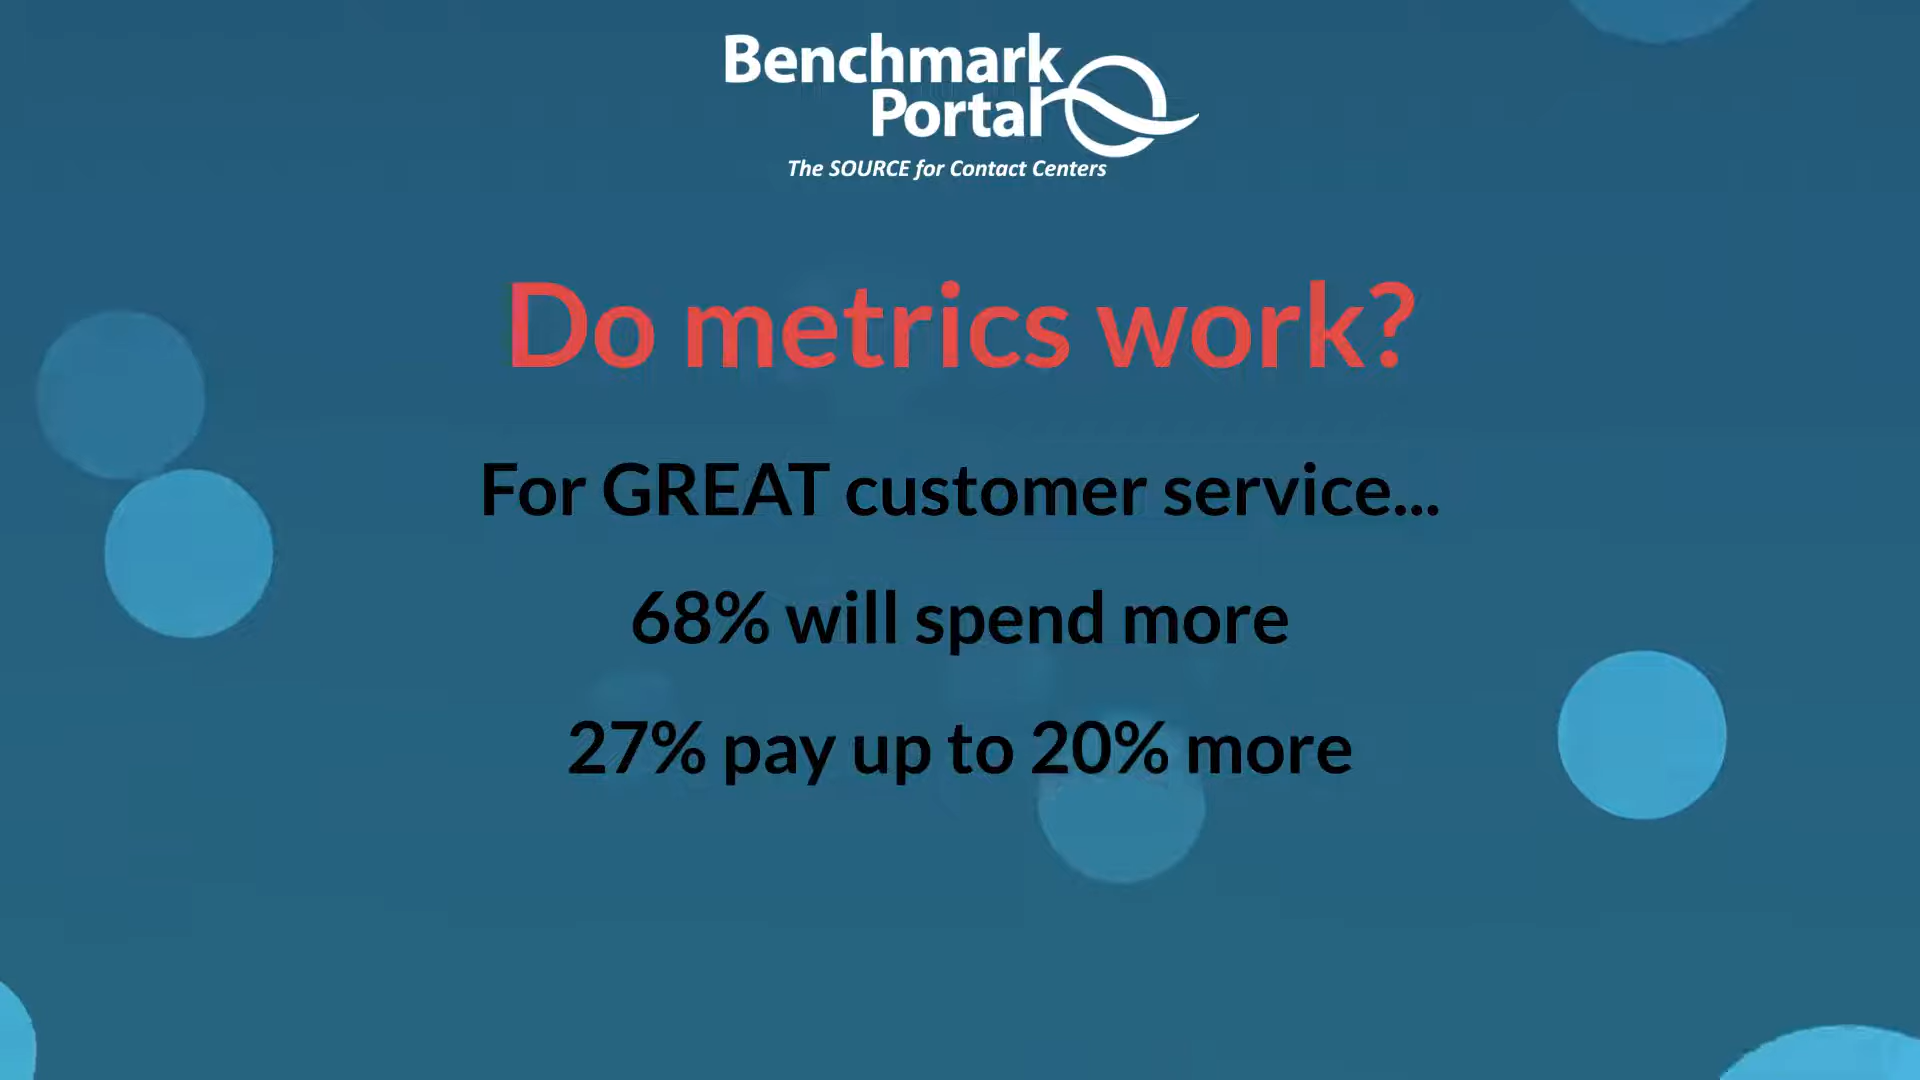 Benchmark
Portal
The SOURCE for Contact Centers
Do metrics work?
For GREAT customer service...
68% will spend more
27% pay up to 20% more